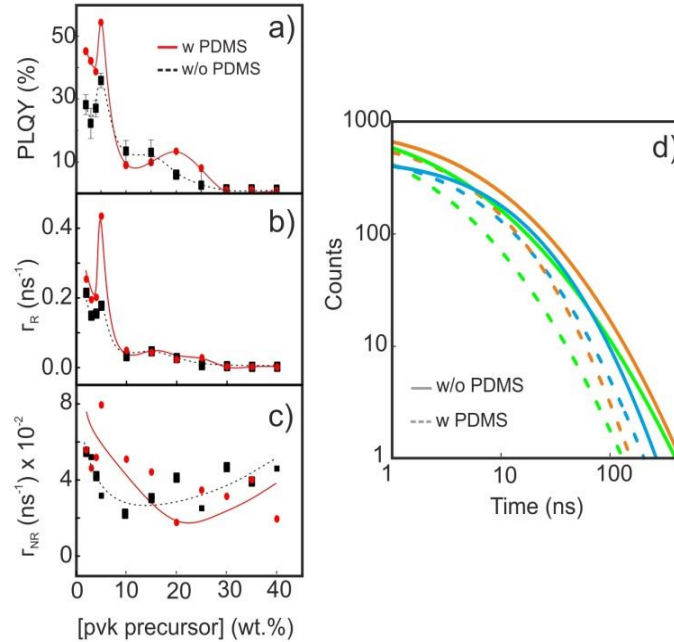 a)
PLQY (%)
50
30
10
w PDMS
w/o PDMS
b)
r_R (ns⁻¹)
0.4
0.2
0.0
c)
r_NR (ns⁻¹) x 10⁻²
8
4
0
0 10 20 30 40
[pvk precursor] (wt.%)
d)
Counts
1000
100
10
1
w/o PDMS
w PDMS
1 10 100
Time (ns)